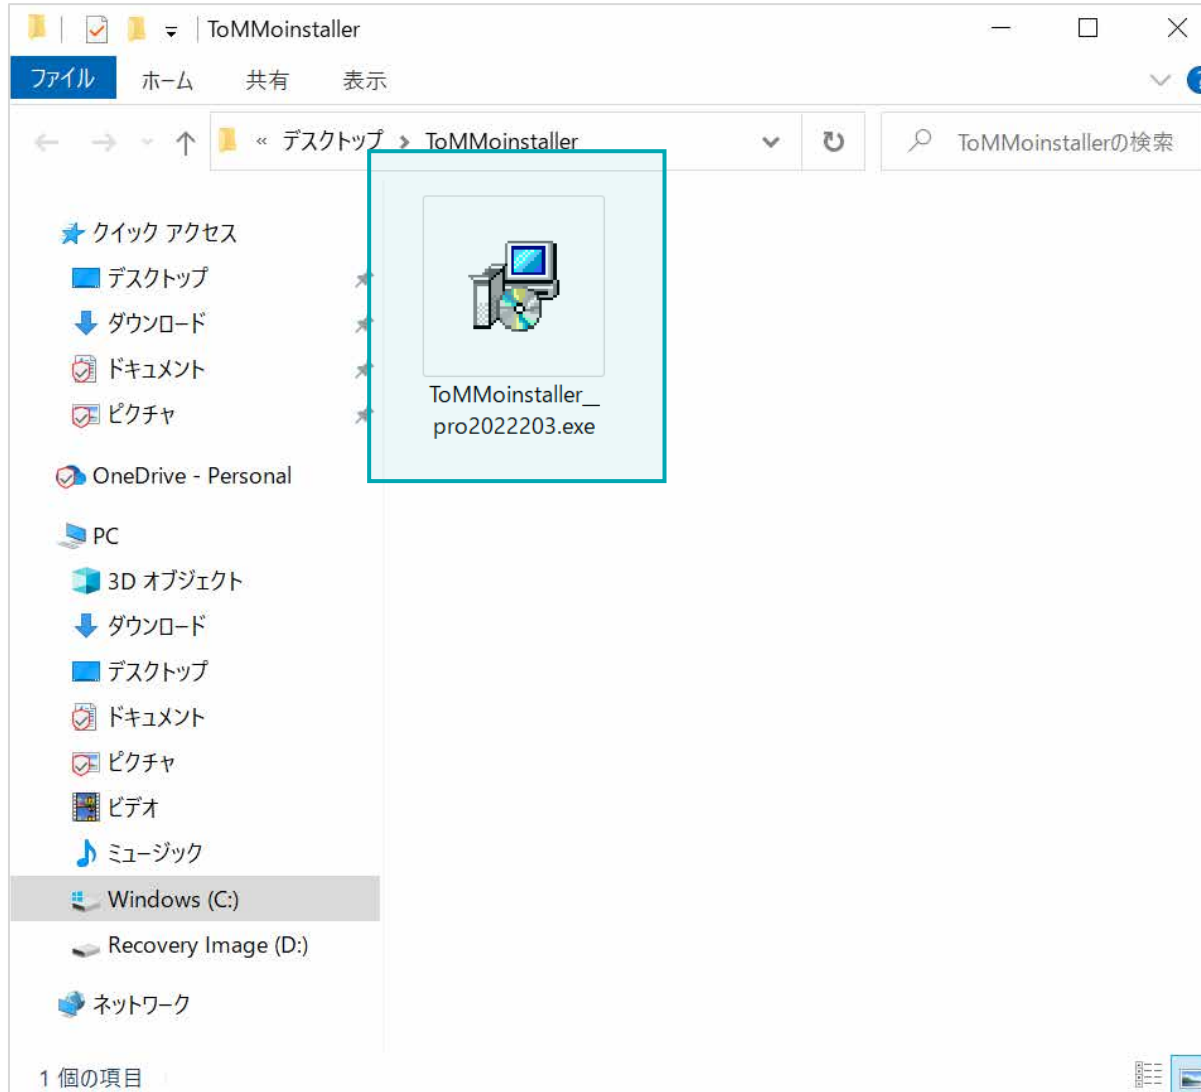 ToMMoinstaller
ファイル
ホーム
共有
表示
« デスクトップ › ToMMoinstaller
ToMMoinstallerの検索
クイック アクセス
デスクトップ
ダウンロード
ドキュメント
ピクチャ
OneDrive - Personal
PC
3D オブジェクト
ダウンロード
デスクトップ
ドキュメント
ピクチャ
ビデオ
ミュージック
Windows (C:)
Recovery Image (D:)
ネットワーク
ToMMoinstaller__
pro2022203.exe
1 個の項目